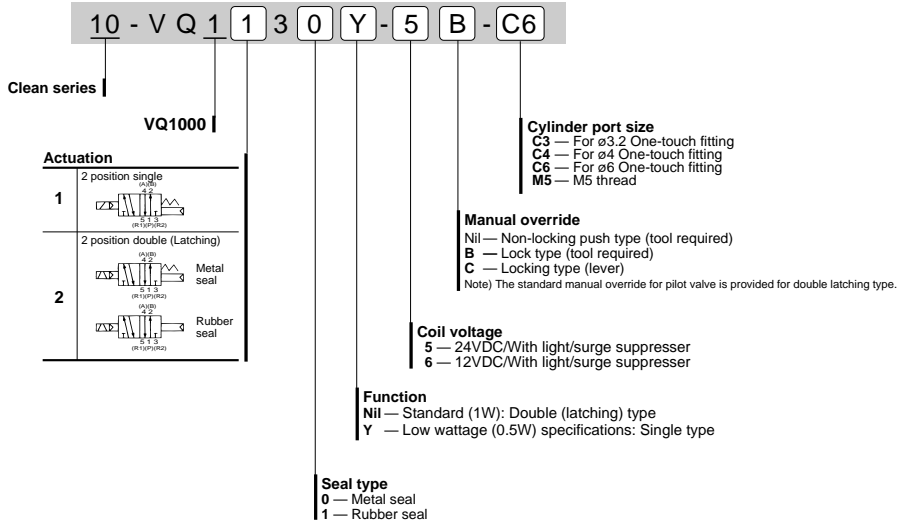 10 - V Q 1 1 3 0 Y - 5 B - C6
Clean series
VQ1000
Actuation
1
2 position single
(A)(B)
4 2
5 1 3
(R1)(P)(R2)
2
2 position double (Latching)
(A)(B)
4 2
Metal
seal
5 1 3
(R1)(P)(R2)
(A)(B)
4 2
Rubber
seal
5 1 3
(R1)(P)(R2)
Cylinder port size
C3 — For ø3.2 One-touch fitting
C4 — For ø4 One-touch fitting
C6 — For ø6 One-touch fitting
M5 — M5 thread
Manual override
Nil — Non-locking push type (tool required)
B — Lock type (tool required)
C — Locking type (lever)
Note) The standard manual override for pilot valve is provided for double latching type.
Coil voltage
5 — 24VDC/With light/surge suppresser
6 — 12VDC/With light/surge suppresser
Function
Nil — Standard (1W): Double (latching) type
Y — Low wattage (0.5W) specifications: Single type
Seal type
0 — Metal seal
1 — Rubber seal